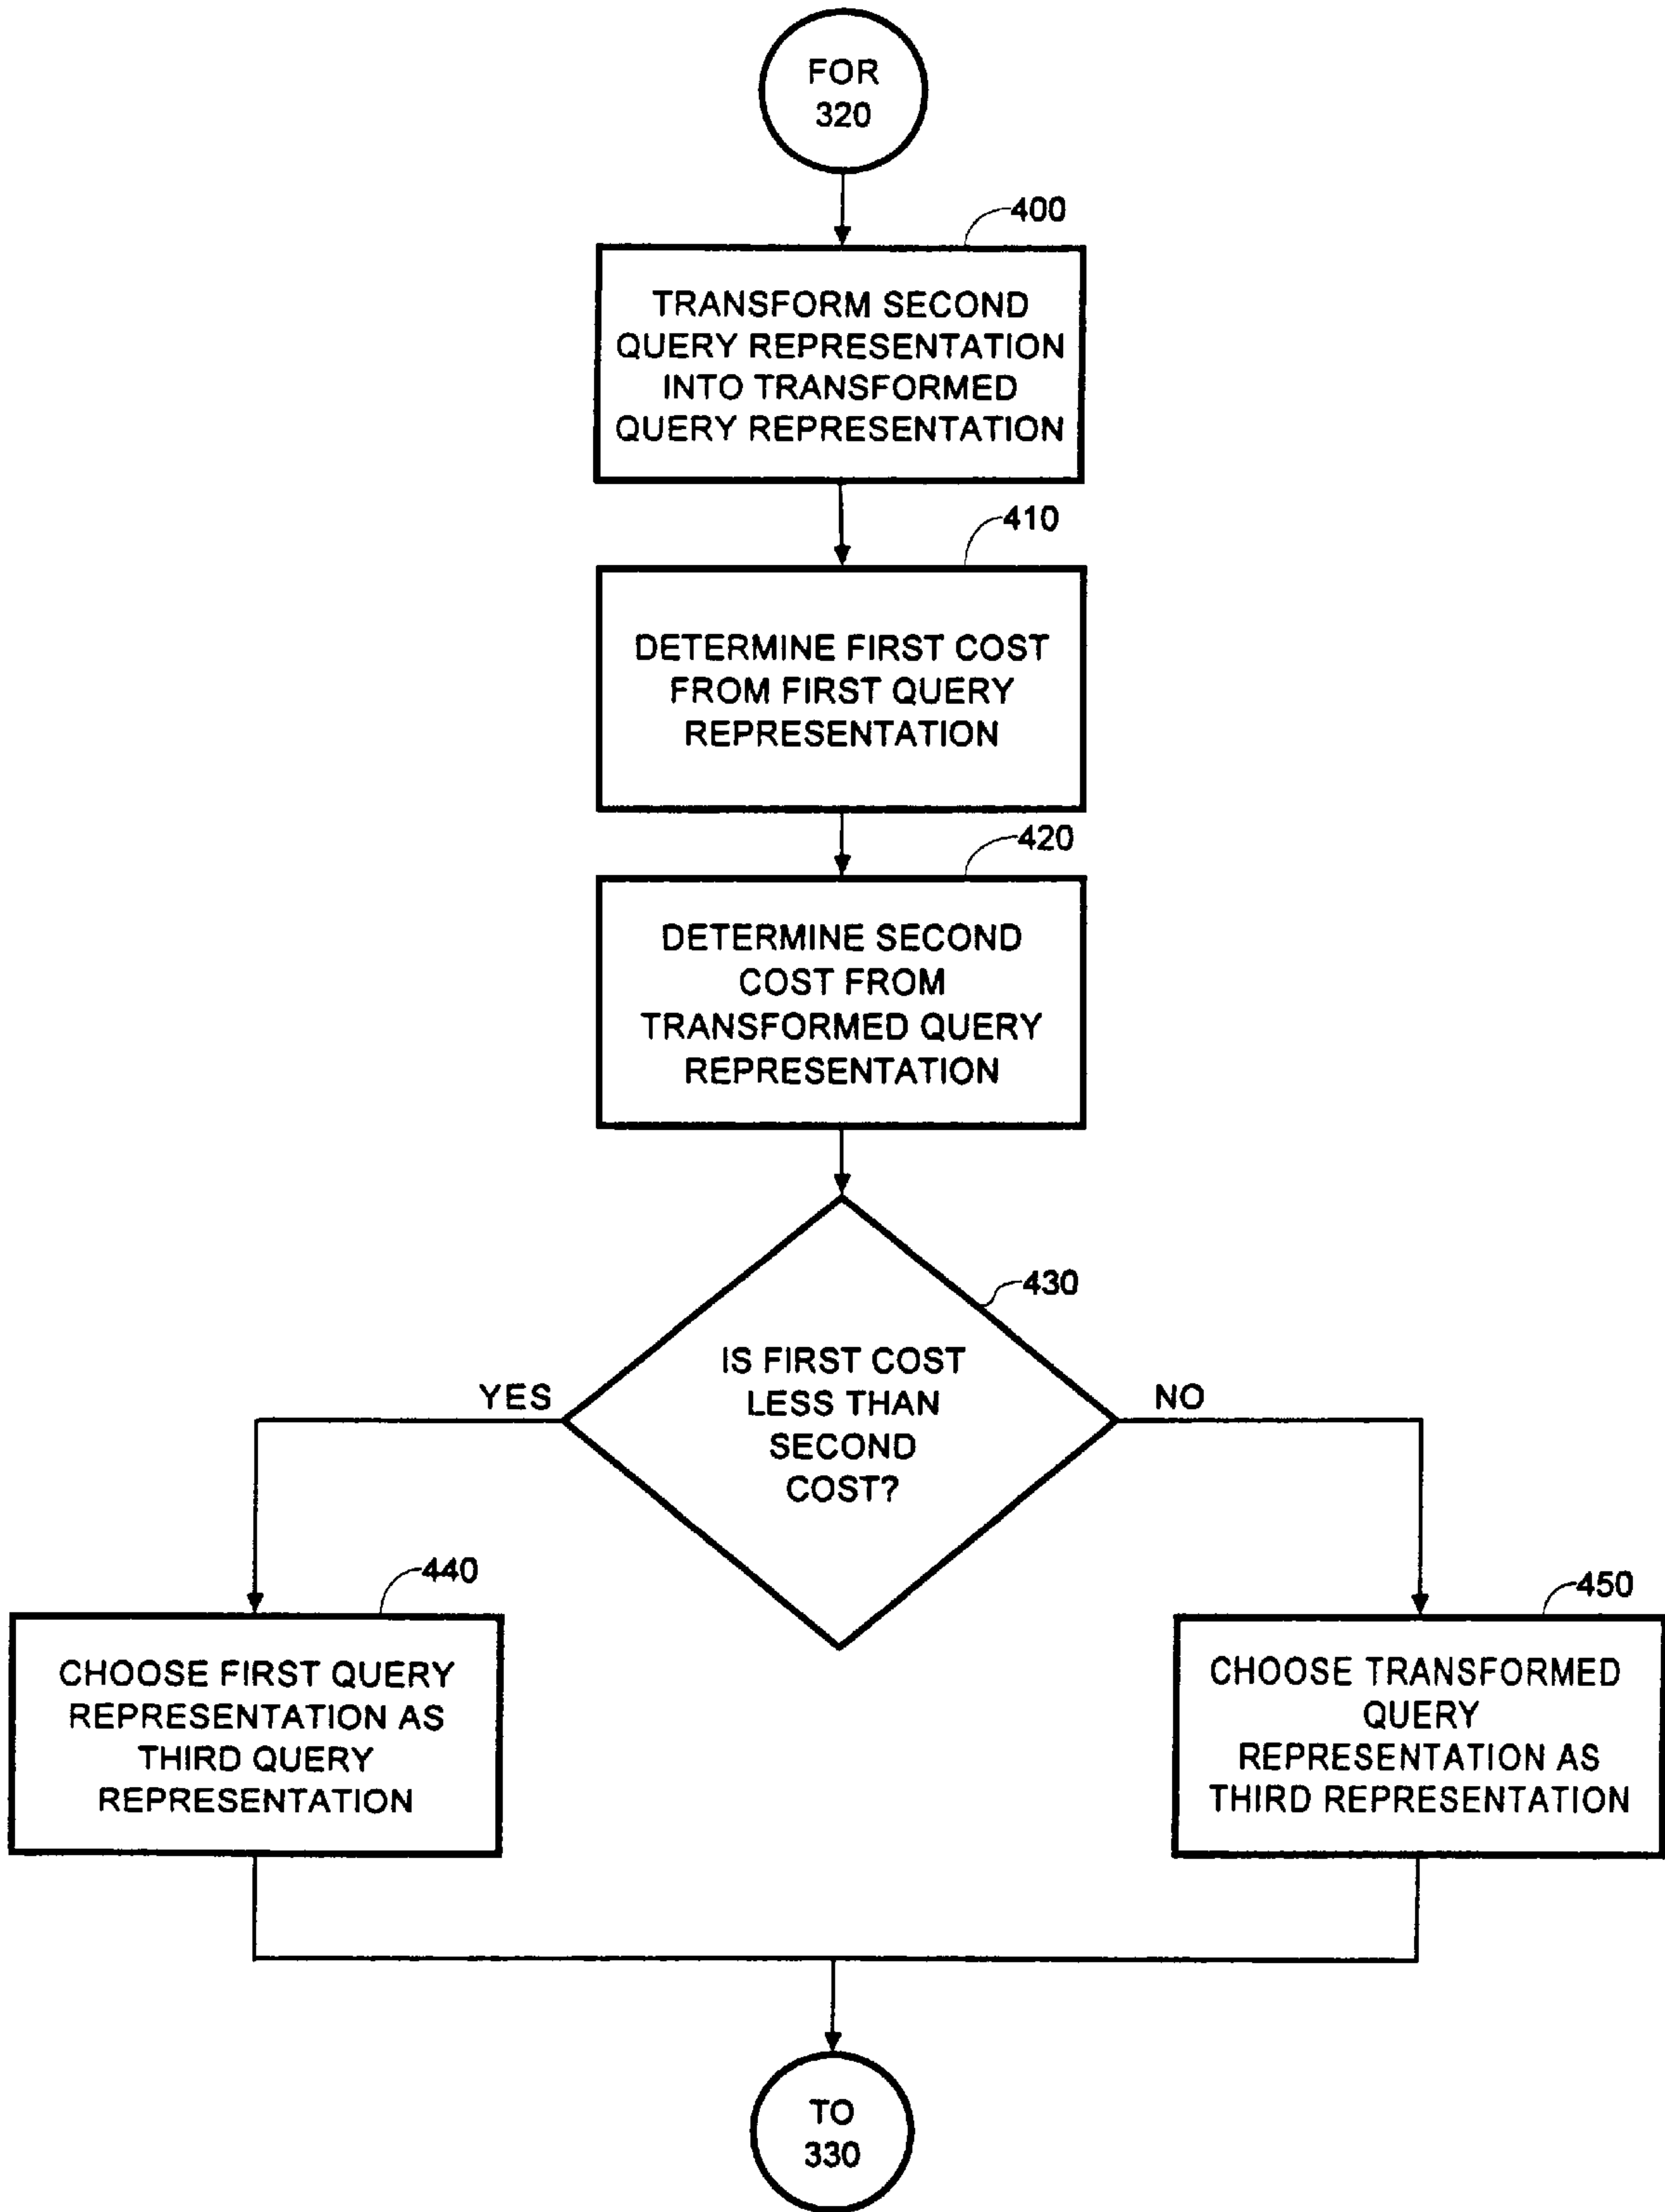 FOR
320
400
TRANSFORM SECOND
QUERY REPRESENTATION
INTO TRANSFORMED
QUERY REPRESENTATION
410
DETERMINE FIRST COST
FROM FIRST QUERY
REPRESENTATION
420
DETERMINE SECOND
COST FROM
TRANSFORMED QUERY
REPRESENTATION
430
IS FIRST COST
LESS THAN
SECOND
COST?
YES
NO
440
CHOOSE FIRST QUERY
REPRESENTATION AS
THIRD QUERY
REPRESENTATION
450
CHOOSE TRANSFORMED
QUERY
REPRESENTATION AS
THIRD REPRESENTATION
TO
330